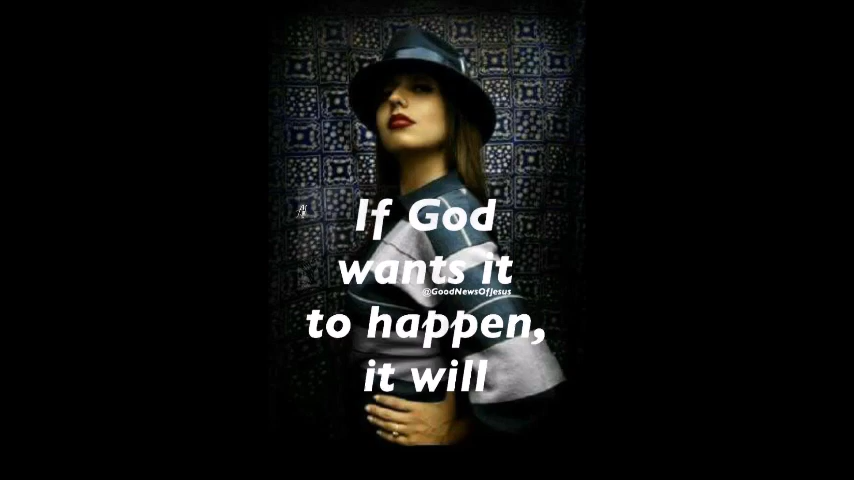 If God
wants it
@GoodNewsOfJesus
to happen,
it will